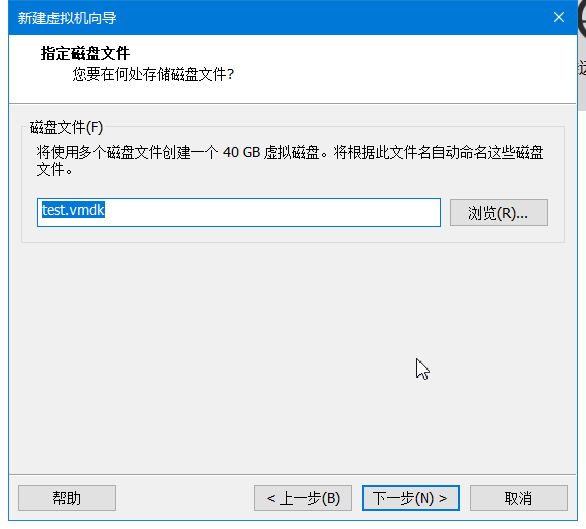 新建虚拟机向导
指定磁盘文件
您要在何处存储磁盘文件?
磁盘文件(F)
将使用多个磁盘文件创建一个 40 GB 虚拟磁盘。将根据此文件名自动命名这些磁盘
文件。
test.vmdk
浏览(R)...
帮助
< 上一步(B)
下一步(N) >
取消